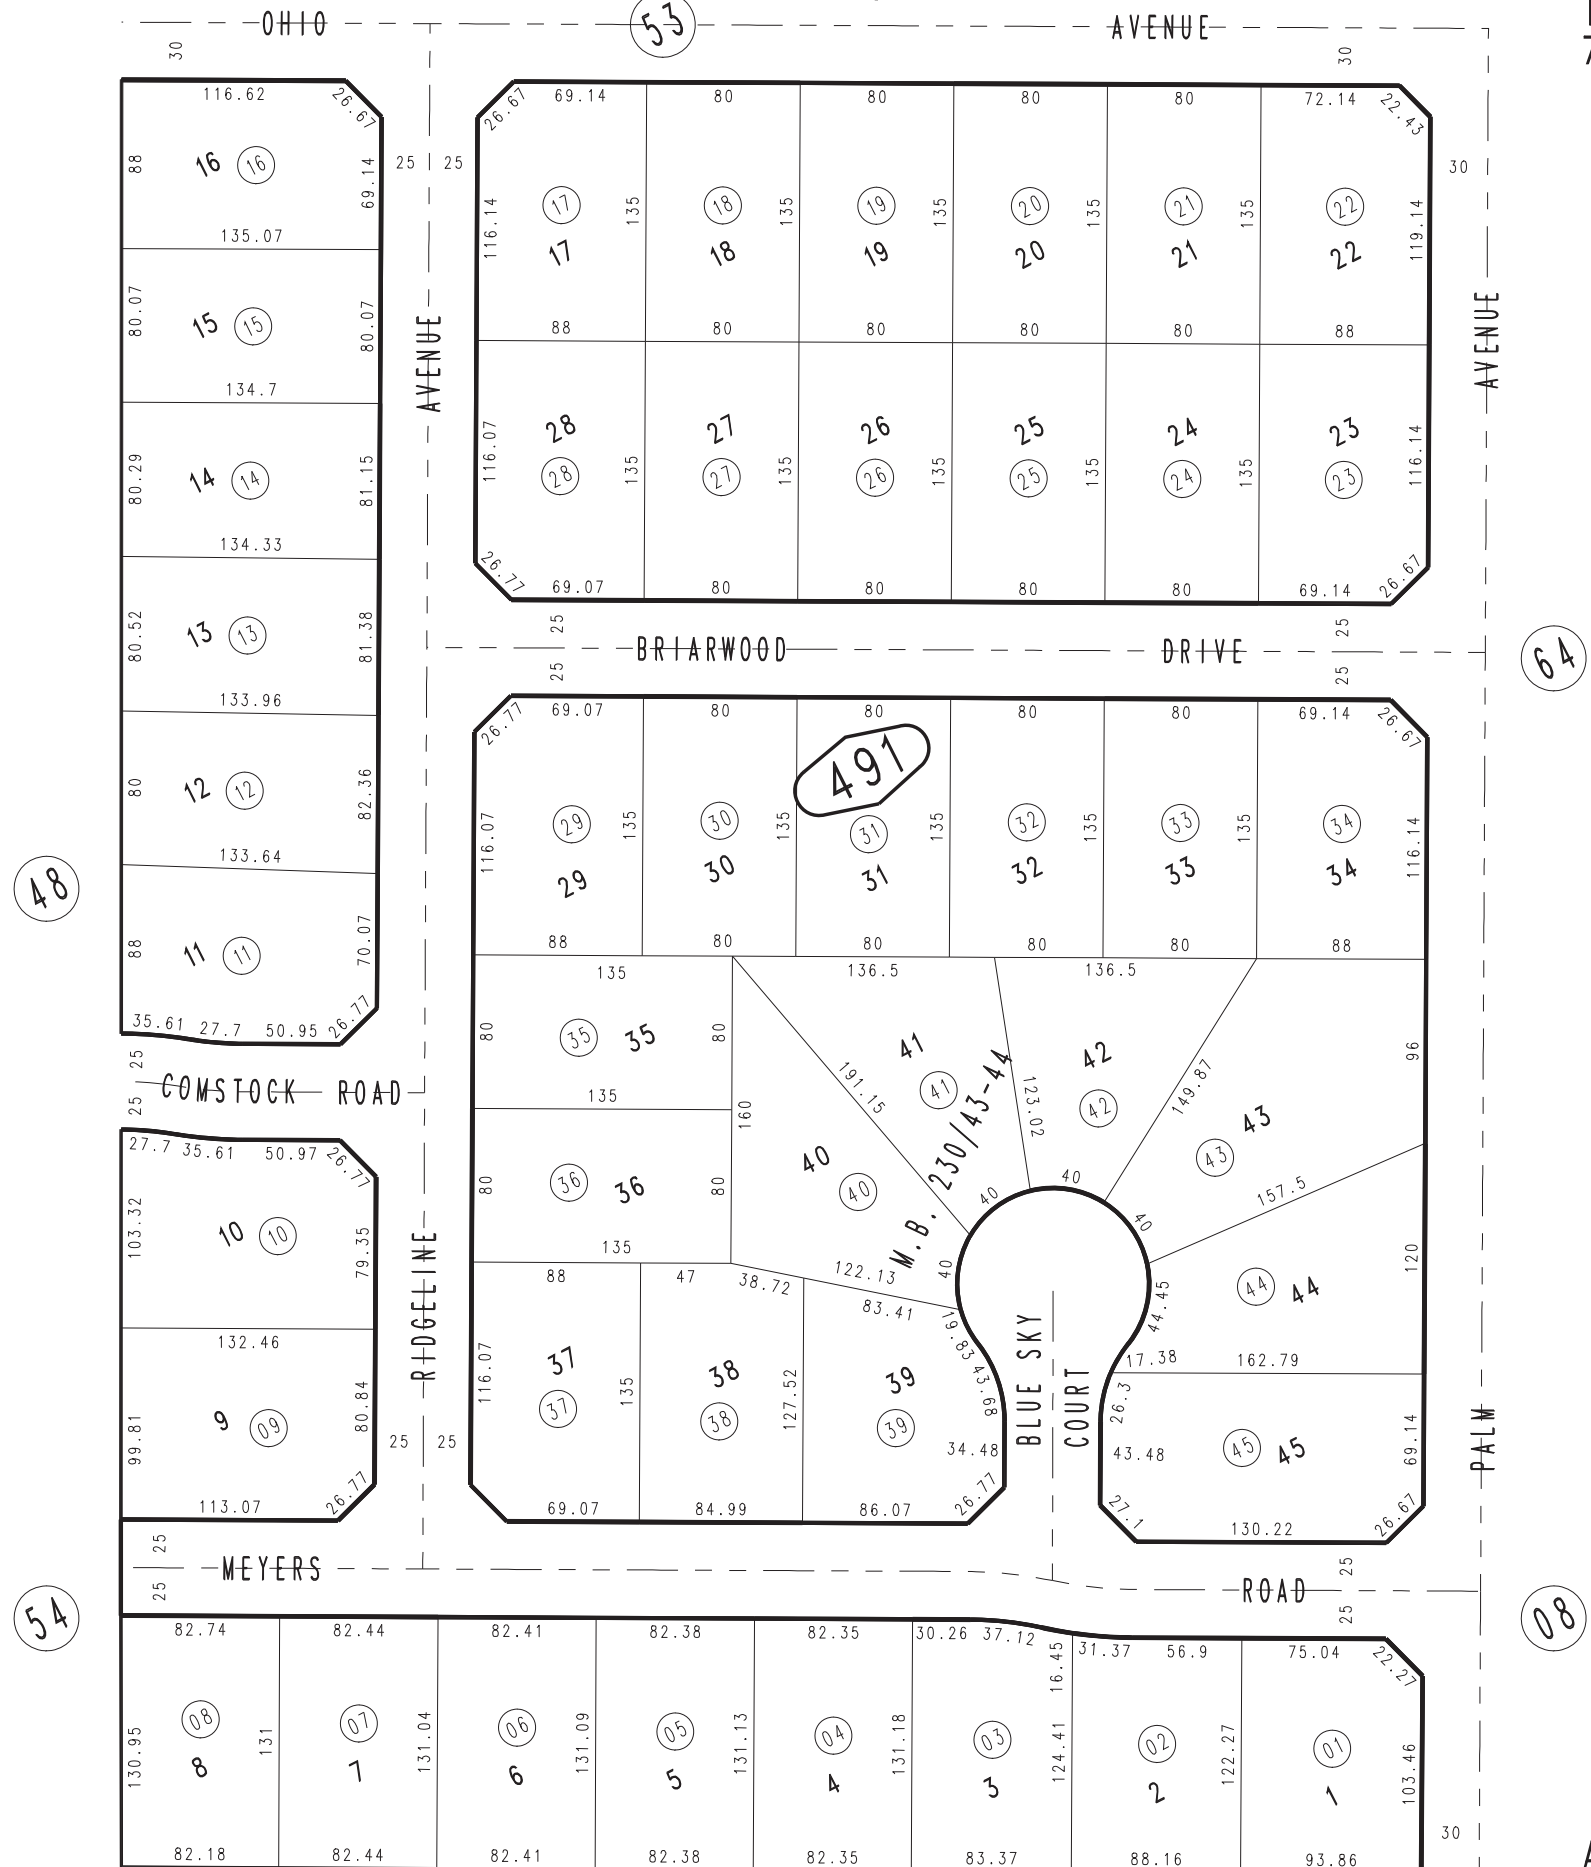 OHIO 53 AVENUE
30 30
116.62 26.67 26.67 69.14 80 80 80 80 72.14 22.43
88 16 16 69.14 25 25 30
116.14 17 135 18 135 19 135 20 135 21 135 22 119.14
17 18 19 20 21 22
135.07
80.07 15 15 80.07 AVENUE 88 80 80 80 80 88 AVENUE
134.7
28 27 26 25 24 23
80.29 14 14 81.15 116.07 28 135 27 135 26 135 25 135 24 135 23 116.14
134.33
26.77 69.07 80 80 80 80 69.14 26.67
80.52 13 13 81.38 25 25
BRIARWOOD DRIVE 64
25 25
133.96
26.77 69.07 80 80 80 80 69.14 26.67
491
80 12 12 82.36 116.07 29 135 30 135 31 135 32 135 33 135 34 116.14
133.64 29 30 31 32 33 34
48
88 11 11 70.07 88 80 80 80 80 88
135 136.5 136.5
35.61 27.7 50.95 26.77 80 35 35 80 41 42 96
25
COMSTOCK ROAD 135 191.15 41 123.02 42 149.87
25 160 M.B. 230/43-44 43
27.7 35.61 50.97 26.77 80 36 36 80 40 40 43
40 40 40 157.5
103.32 10 10 79.35 RIDGELINE 135 122.13 40 120
88 47 38.72 83.41 44 44 44.45
132.46 37 38 39 19.83 BLUE SKY COURT 17.38 162.79
99.81 9 09 80.84 116.07 37 135 38 127.52 39 43.68 26.3
25 25 34.48 43.48 45 45 69.14 PALM
113.07 26.77 69.07 84.99 86.07 26.77 27.1 130.22 26.67
25 25
MEYERS ROAD
25 25
54 08
82.74 82.44 82.41 82.38 82.35 30.26 37.12 16.45 31.37 56.9 75.04 22.27
130.95 08 131 07 131.04 06 131.09 05 131.13 04 131.18 03 124.41 02 122.27 01 103.46
8 7 6 5 4 3 2 1
30
82.18 82.44 82.41 82.38 82.35 83.37 88.16 93.86